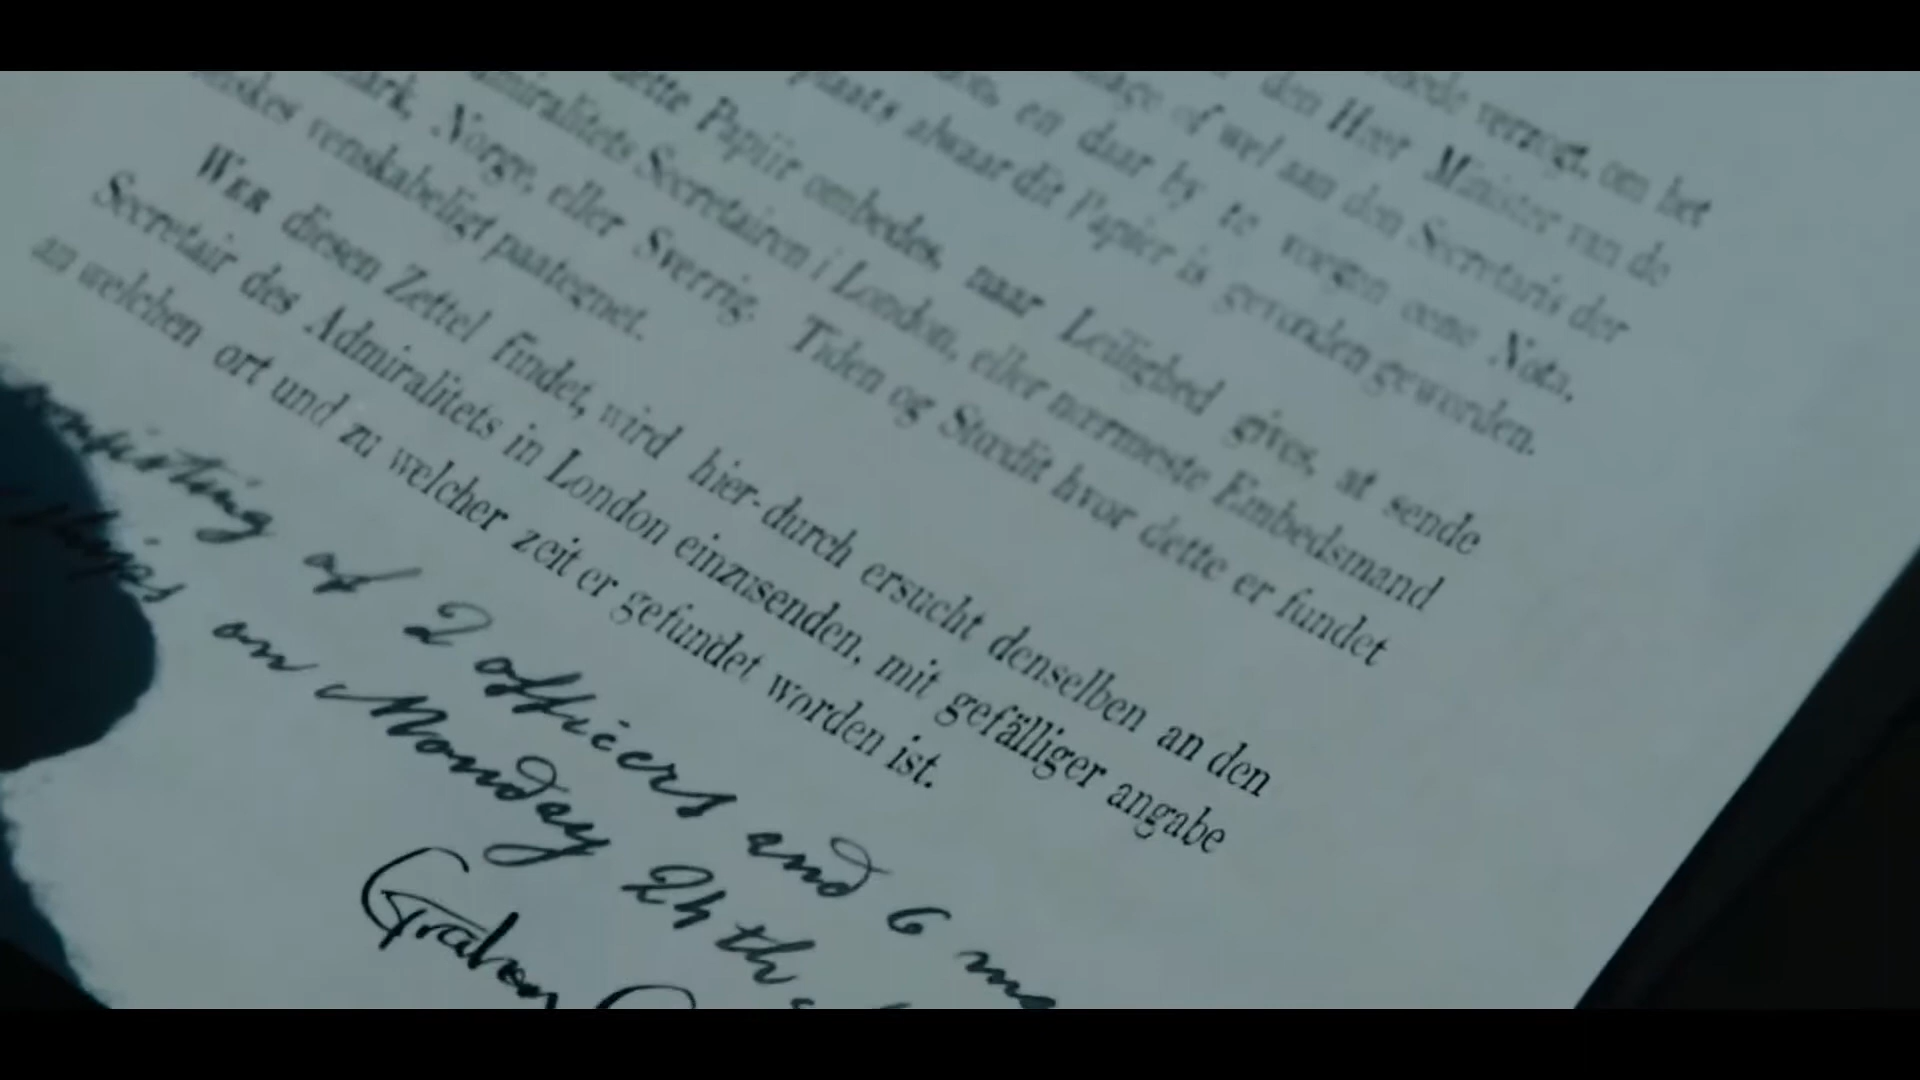 verzogt, om het
den Heer Minister van de
of wel aan den Secretaris der
en daar by te voegen eene Nota,
plaats alwaar dit Papier is gevonden geworden.
dette Papiir ombedes, naar Leilighed gives, at sende
Admiralitets Secretairen i London, eller nærmeste Embedsmand
Norge, eller Sverrig. Tiden og Stædit hvor dette er fundet
venskabeligt paategnet.
WER diesen Zettel findet, wird hier-durch ersucht denselben an den
Secretair des Admiralitets in London einzusenden, mit gefälliger angabe
an welchen ort und zu welcher zeit er gefundet worden ist.
of 2 officers and 6
on Monday 24th